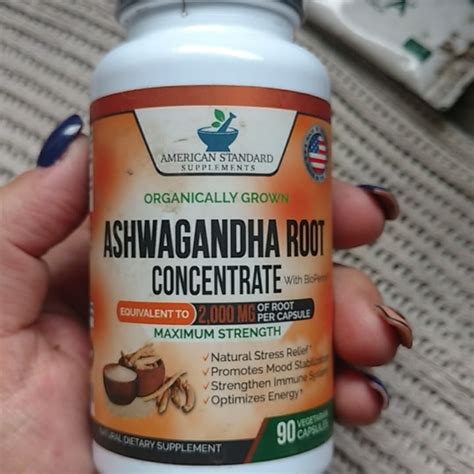 AMERICAN STANDARD
SUPPLEMENTS
ORGANICALLY GROWN
ASHWAGANDHA ROOT
CONCENTRATE With BioPerine
EQUIVALENT TO 2,000 MG OF ROOT
PER CAPSULE
MAXIMUM STRENGTH
✓Natural Stress Relief*
✓Promotes Mood
✓Strengthen Immune
✓Optimizes Energy*
90 VEGETARIAN
CAPSULES
NATURAL DIETARY SUPPLEMENT